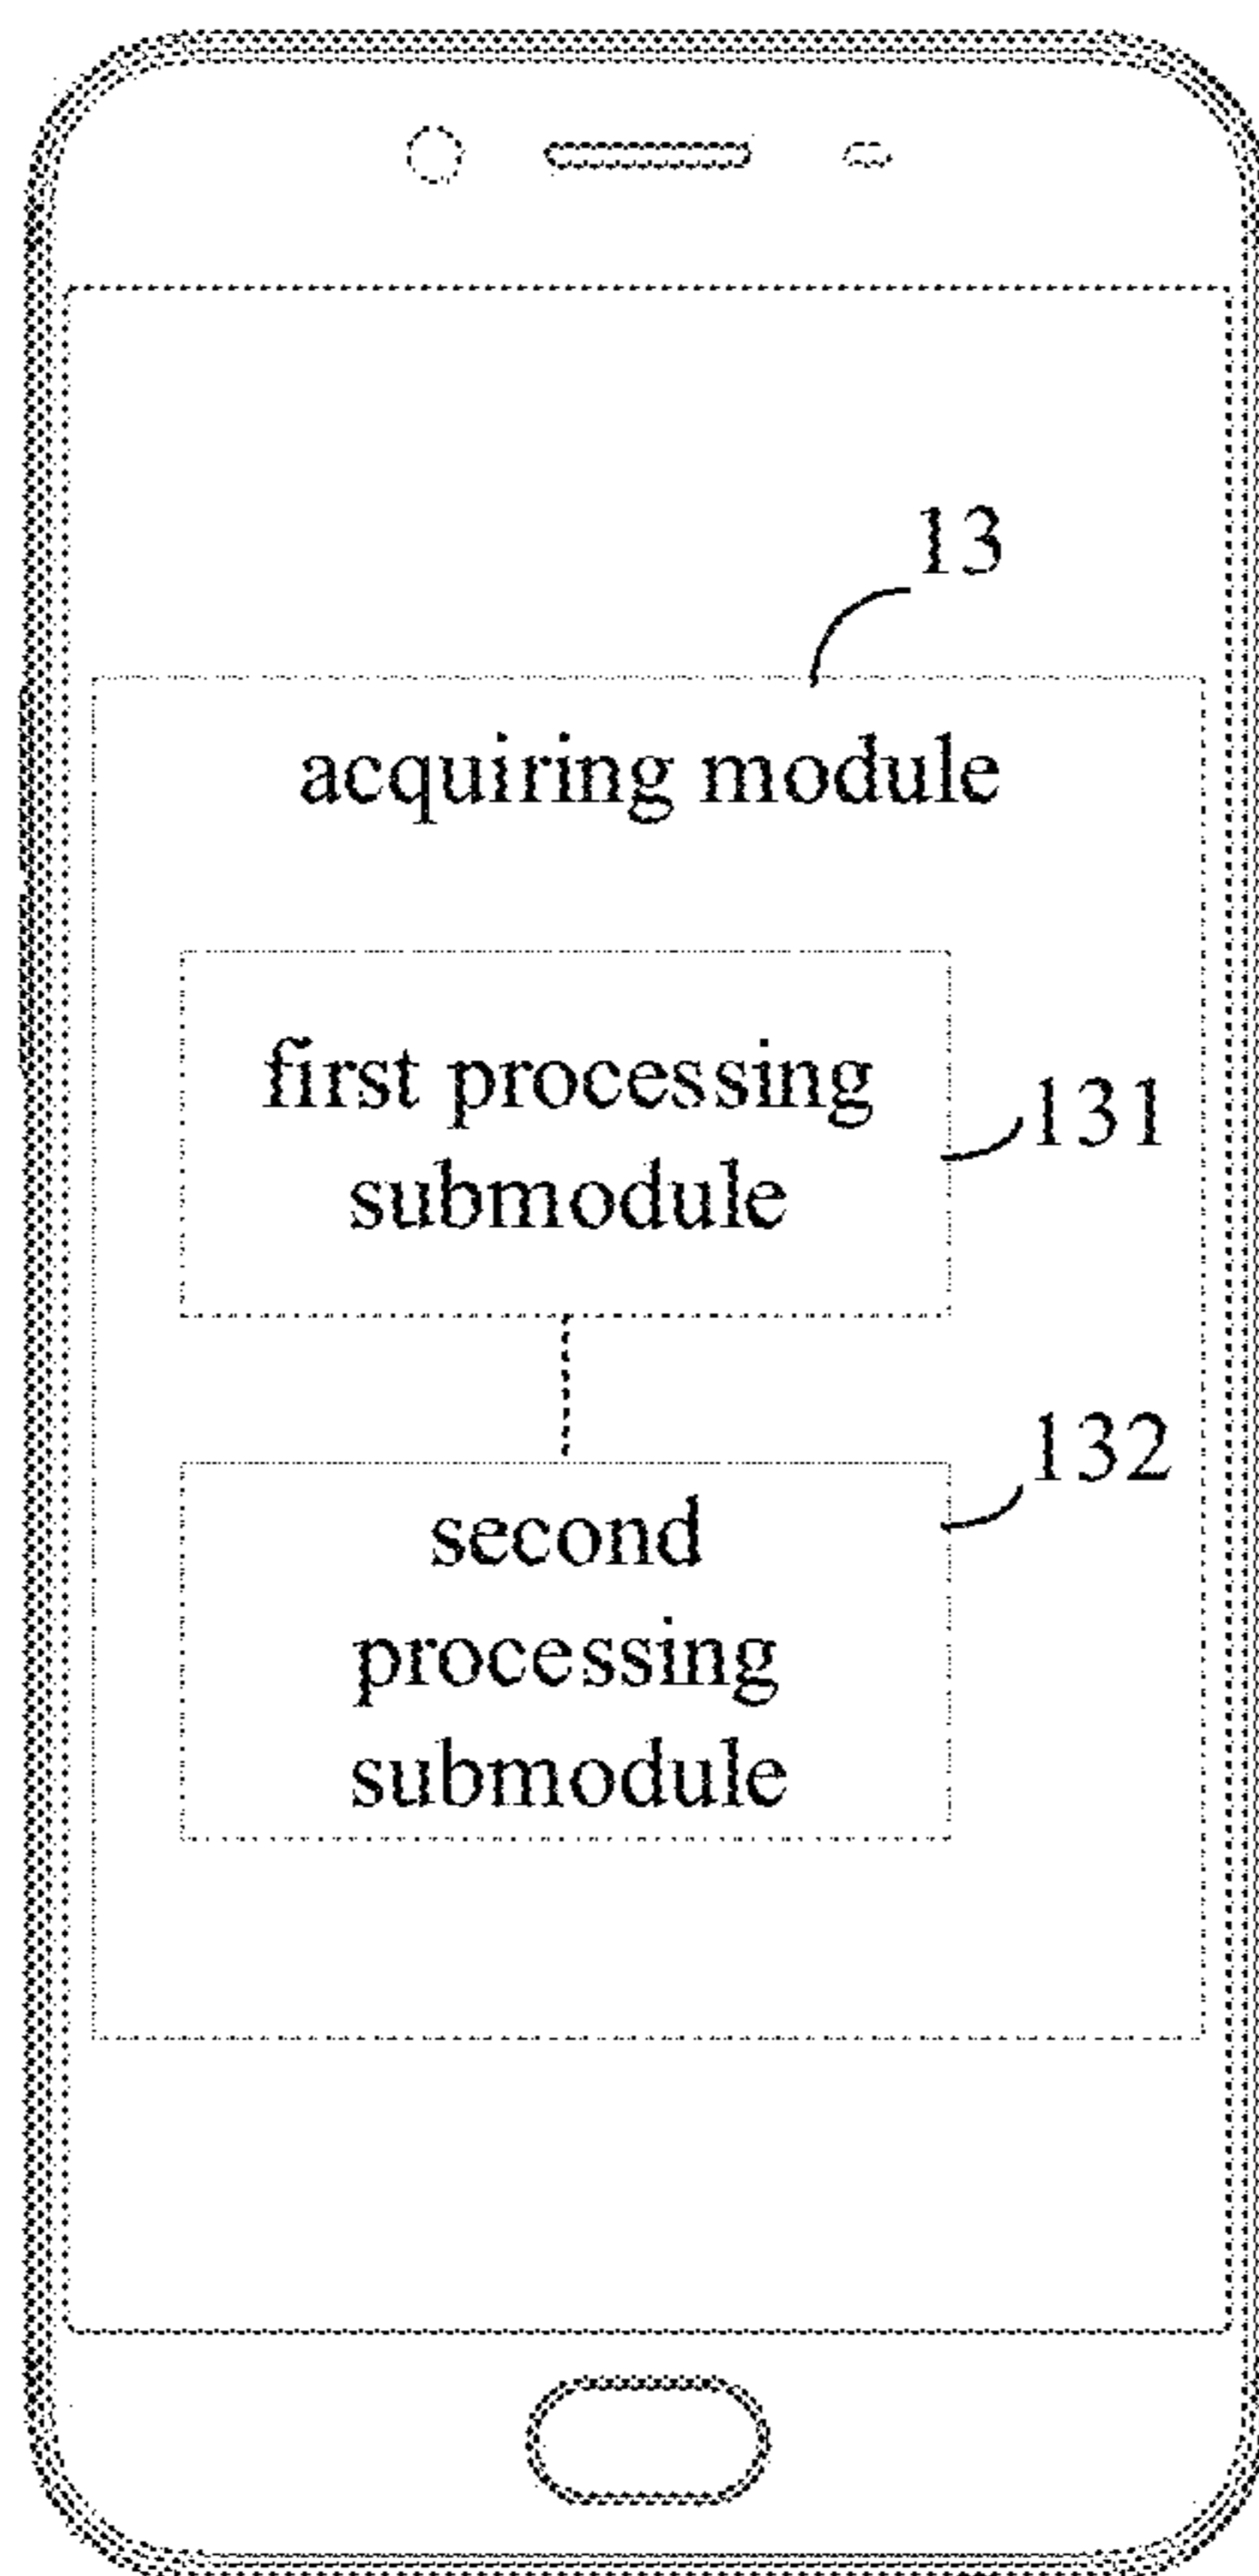 13
acquiring module
first processing
submodule
131
132
second
processing
submodule